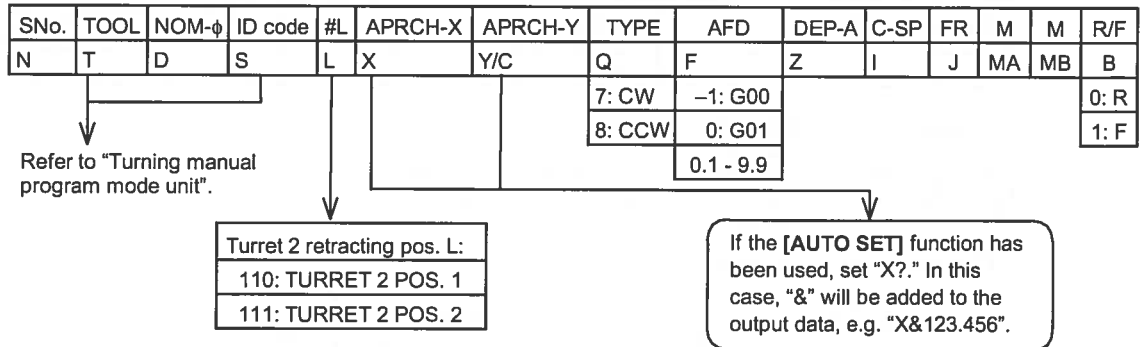 SNo. TOOL NOM-ϕ ID code #L APRCH-X APRCH-Y TYPE AFD DEP-A C-SP FR M M R/F
N T D S L X Y/C Q F Z I J MA MB B
7: CW –1: G00 0: R
8: CCW 0: G01 1: F
0.1 - 9.9
Refer to “Turning manual
program mode unit”.
Turret 2 retracting pos. L:
110: TURRET 2 POS. 1
111: TURRET 2 POS. 2
If the [AUTO SET] function has
been used, set “X?.” In this
case, “&” will be added to the
output data, e.g. “X&123.456”.